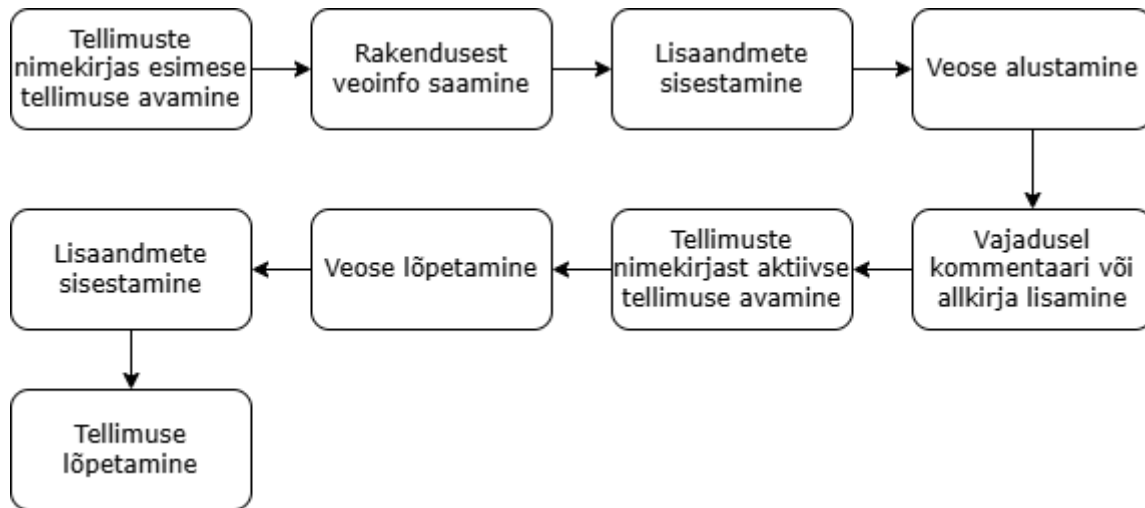 Tellimuste
nimekirjas esimese
tellimuse avamine
Rakendusest
veoinfo saamine
Lisaandmete
sisestamine
Veose alustamine
Vajadusel
kommentaari või
allkirja lisamine
Tellimuste
nimekirjast aktiivse
tellimuse avamine
Veose lõpetamine
Lisaandmete
sisestamine
Tellimuse
lõpetamine